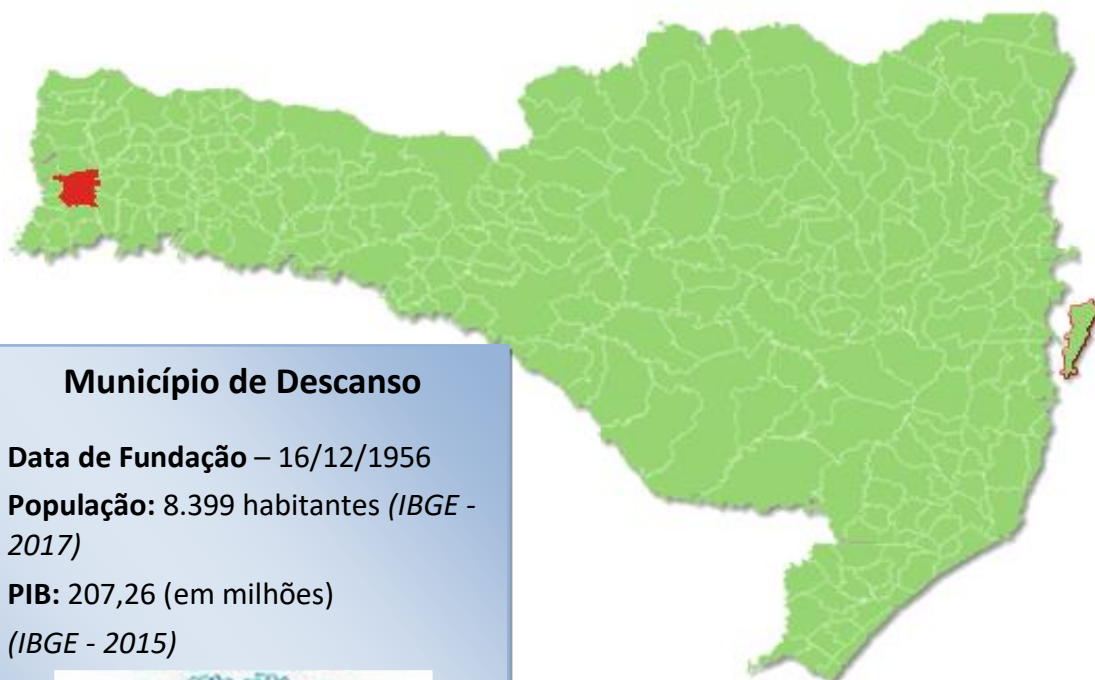 Município de Descanso
Data de Fundação – 16/12/1956
População: 8.399 habitantes (IBGE -
2017)
PIB: 207,26 (em milhões)
(IBGE - 2015)